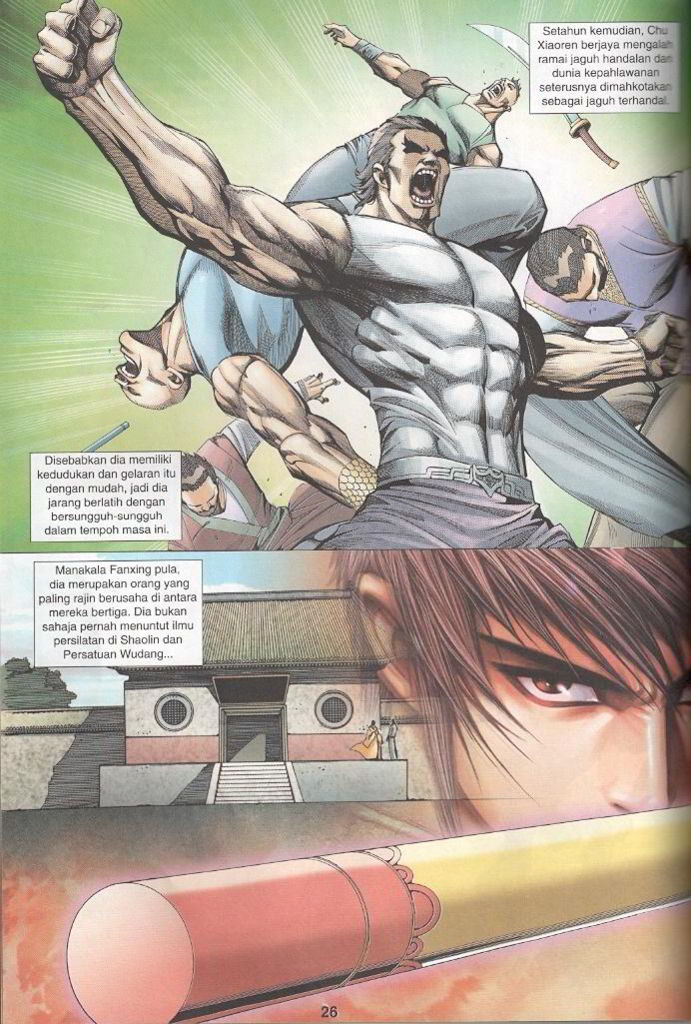 Setahun kemudian, Chu
Xiaoren berjaya mengalah
ramai jaguh handalan dan
dunia kepahlawanan
seterusnya dimahkotakan
sebagai jaguh terhandal.
Disebabkan dia memiliki
kedudukan dan gelaran itu
dengan mudah, jadi dia
jarang berlatih dengan
bersungguh-sungguh
dalam tempoh masa ini.
Manakala Fanxing pula,
dia merupakan orang yang
paling rajin berusaha di antara
mereka bertiga. Dia bukan
sahaja pernah menuntut ilmu
persilatan di Shaolin dan
Persatuan Wudang...
26